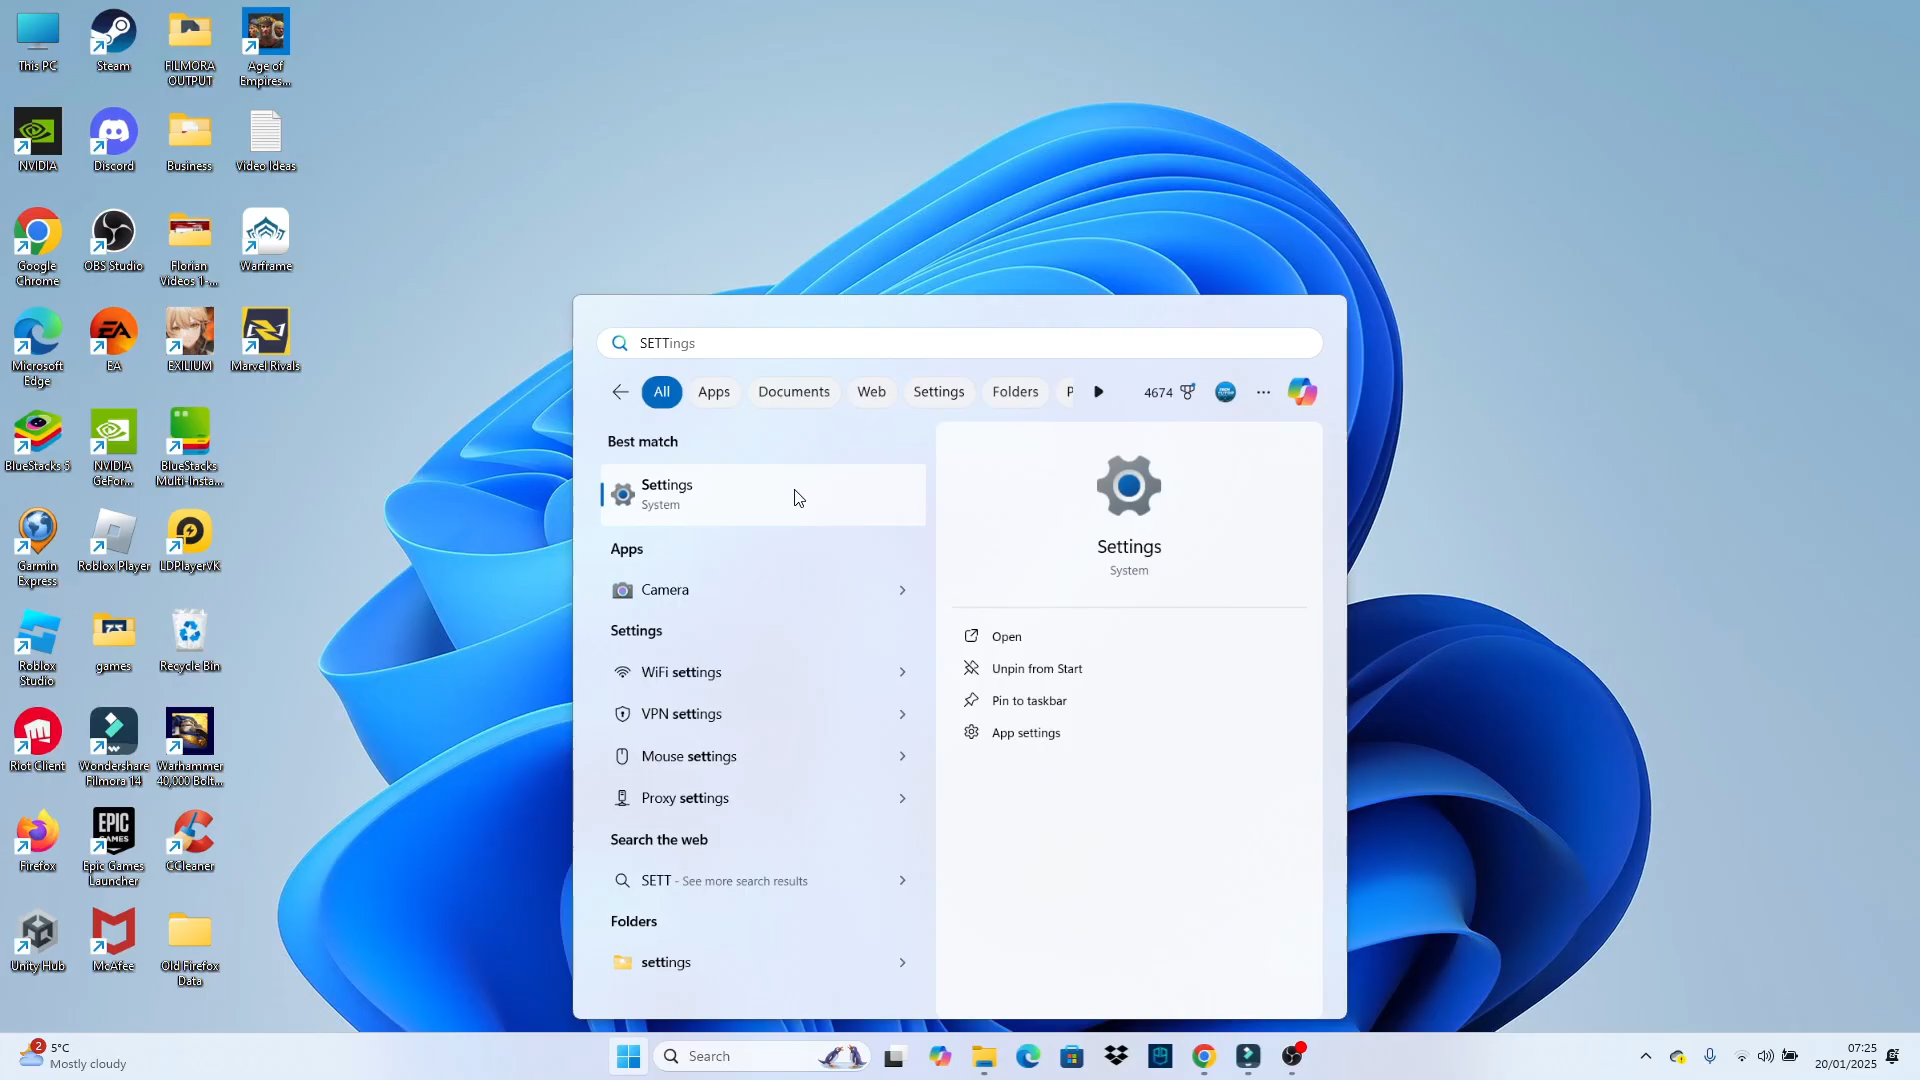 This PC
Steam
FILMORA
OUTPUT
Age of
Empires...
NVIDIA
Discord
Business
Video Ideas
Google
Chrome
OBS Studio
Florian
Videos 1-...
Warframe
Microsoft
Edge
EA
EXILIUM
Marvel Rivals
BlueStacks 5
NVIDIA
GeFor...
BlueStacks
Multi-Insta...
Garmin
Express
Roblox Player
LDPlayerVK
Roblox
Studio
games
Recycle Bin
Riot Client
Wondershare
Filmora 14
Warhammer
40,000 Bolt...
Firefox
EPIC
GAMES
Epic Games
Launcher
CCleaner
Unity Hub
McAfee
Old Firefox
Data
SETTings
All
Apps
Documents
Web
Settings
Folders
P
4674
Best match
Settings
System
Apps
Camera
Settings
WiFi settings
VPN settings
Mouse settings
Proxy settings
Search the web
SETT - See more search results
Folders
settings
Settings
System
Open
Unpin from Start
Pin to taskbar
App settings
2
5°C
Mostly cloudy
Search
07:25
20/01/2025